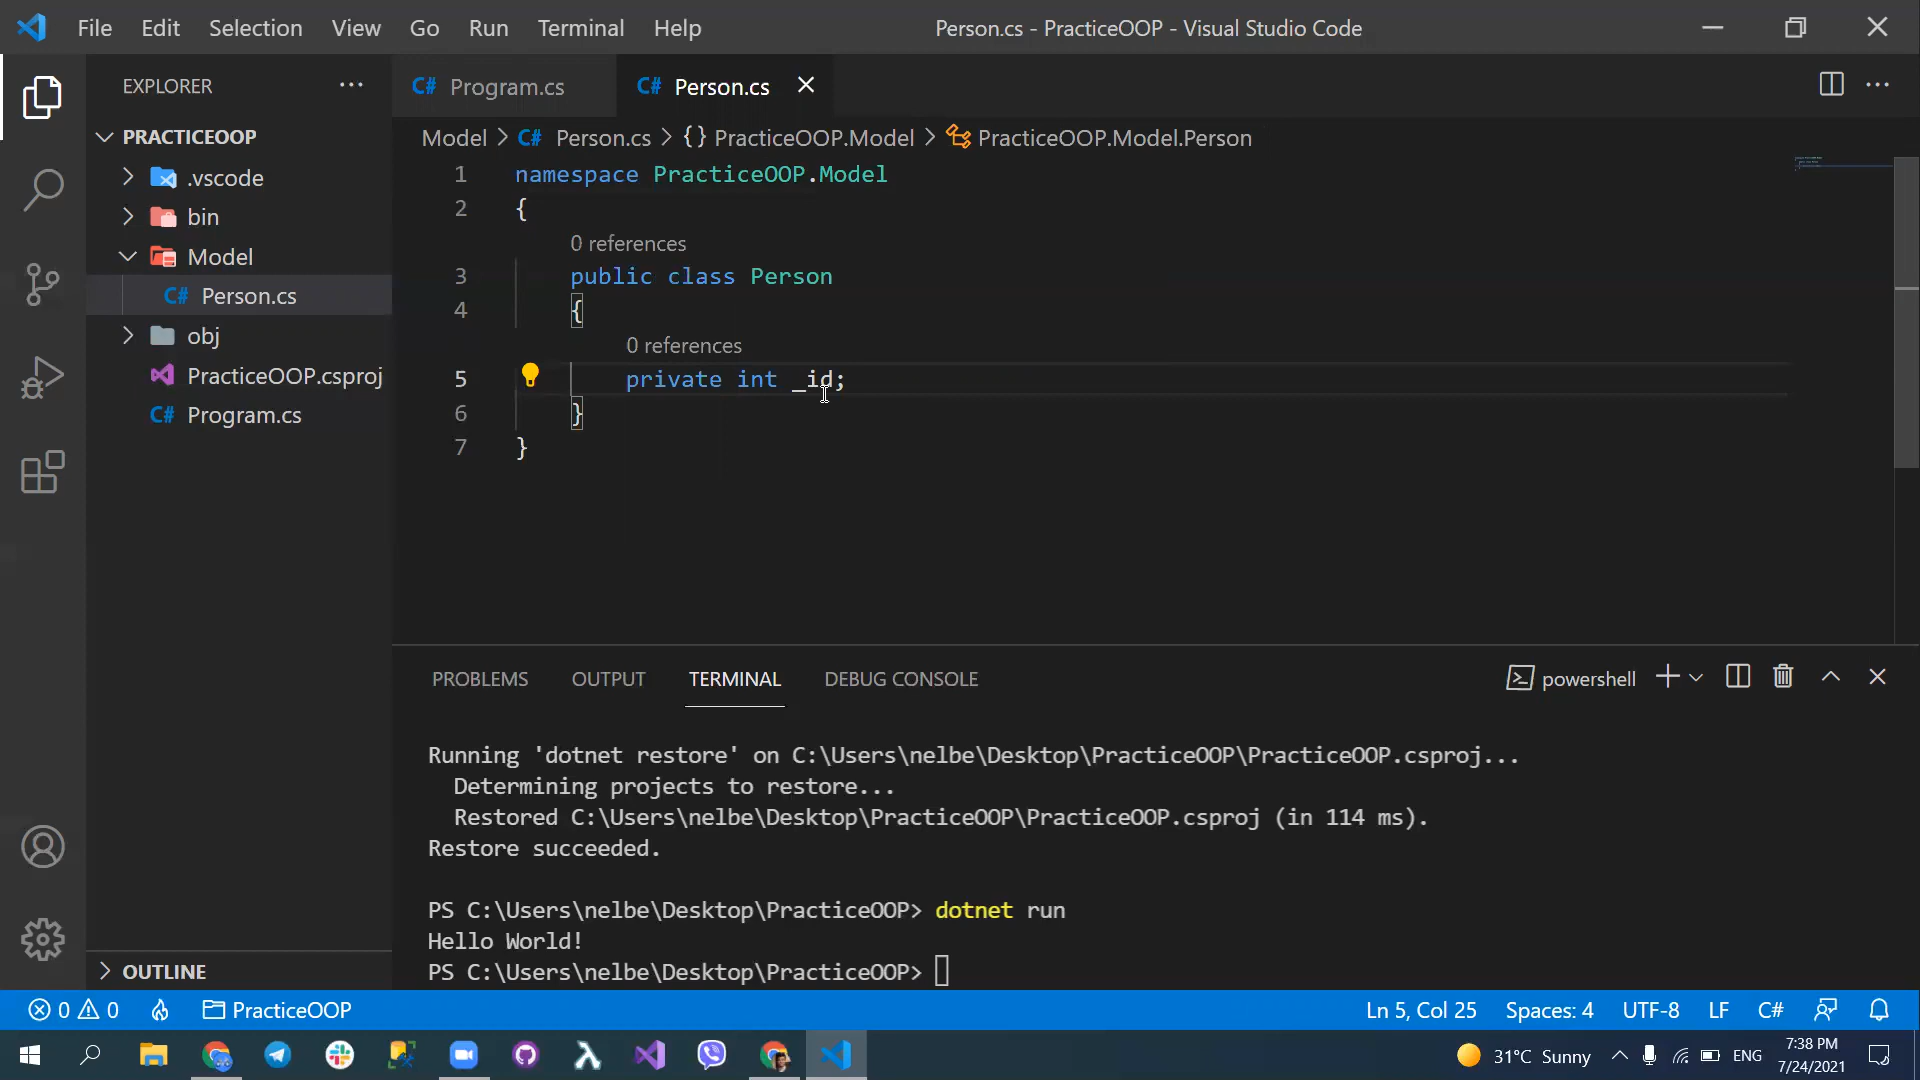 File Edit Selection View Go Run Terminal Help Person.cs - PracticeOOP - Visual Studio Code
EXPLORER
C# Program.cs C# Person.cs
PRACTICEOOP
Model > C# Person.cs > {} PracticeOOP.Model > PracticeOOP.Model.Person
.vscode
bin
Model
C# Person.cs
obj
PracticeOOP.csproj
C# Program.cs
OUTLINE
1 namespace PracticeOOP.Model
2 {
0 references
3 public class Person
4 {
0 references
5 private int _id;
6 }
7 }
PROBLEMS OUTPUT TERMINAL DEBUG CONSOLE powershell
Running 'dotnet restore' on C:\Users\nelbe\Desktop\PracticeOOP\PracticeOOP.csproj...
Determining projects to restore...
Restored C:\Users\nelbe\Desktop\PracticeOOP\PracticeOOP.csproj (in 114 ms).
Restore succeeded.
PS C:\Users\nelbe\Desktop\PracticeOOP> dotnet run
Hello World!
PS C:\Users\nelbe\Desktop\PracticeOOP>
0 0 PracticeOOP Ln 5, Col 25 Spaces: 4 UTF-8 LF C#
31°C Sunny ENG 7:38 PM
7/24/2021